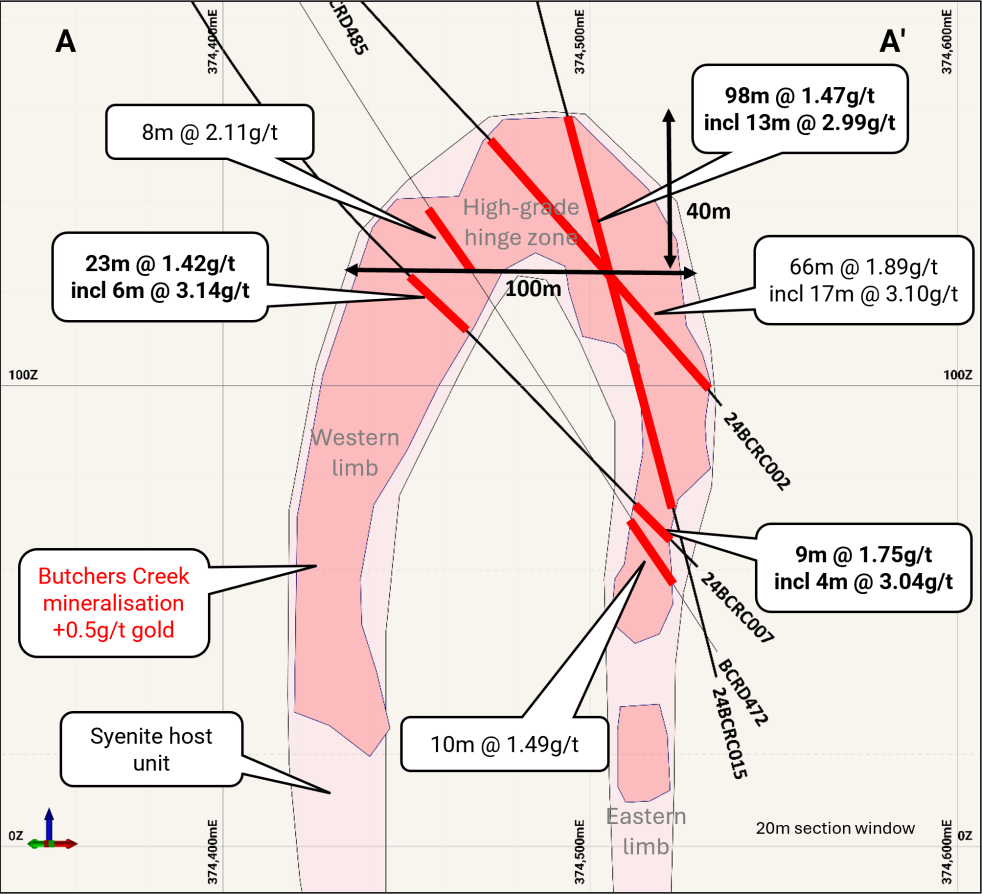 A
374,400mE
CRD485
374,500mE
A'
374,600mE
98m @ 1.47g/t
incl 13m @ 2.99g/t
8m @ 2.11g/t
40m
High-grade
hinge zone
23m @ 1.42g/t
incl 6m @ 3.14g/t
66m @ 1.89g/t
incl 17m @ 3.10g/t
100m
100Z
100Z
24BCRC002
Western
limb
9m @ 1.75g/t
incl 4m @ 3.04g/t
Butchers Creek
mineralisation
+0.5g/t gold
24BCRC007
BCRD472
24BCRC015
Syenite host
unit
10m @ 1.49g/t
Eastern
limb
20m section window
0Z
0Z
374,400mE
374,500mE
374,600mE